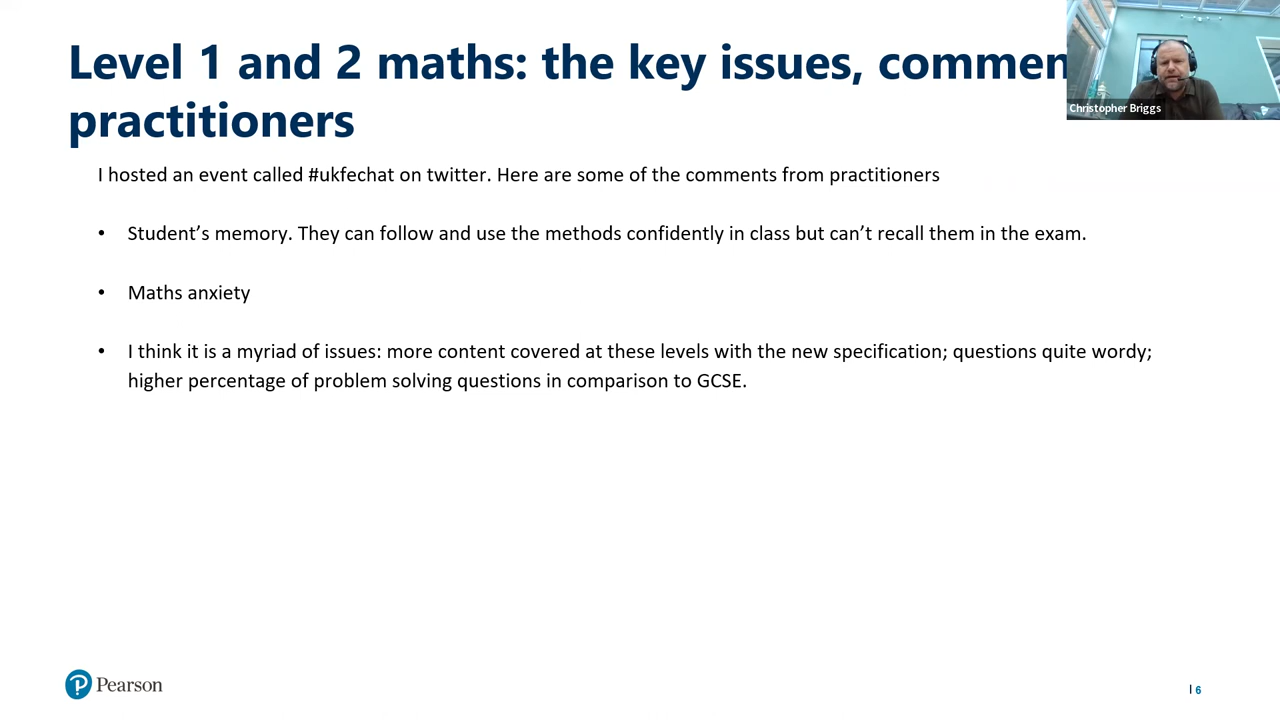 Level 1 and 2 maths: the key issues, commen
practitioners
Christopher Briggs
I hosted an event called #ukfechat on twitter. Here are some of the comments from practitioners
• Student’s memory. They can follow and use the methods confidently in class but can’t recall them in the exam.
• Maths anxiety
• I think it is a myriad of issues: more content covered at these levels with the new specification; questions quite wordy;
higher percentage of problem solving questions in comparison to GCSE.
Pearson
| 6